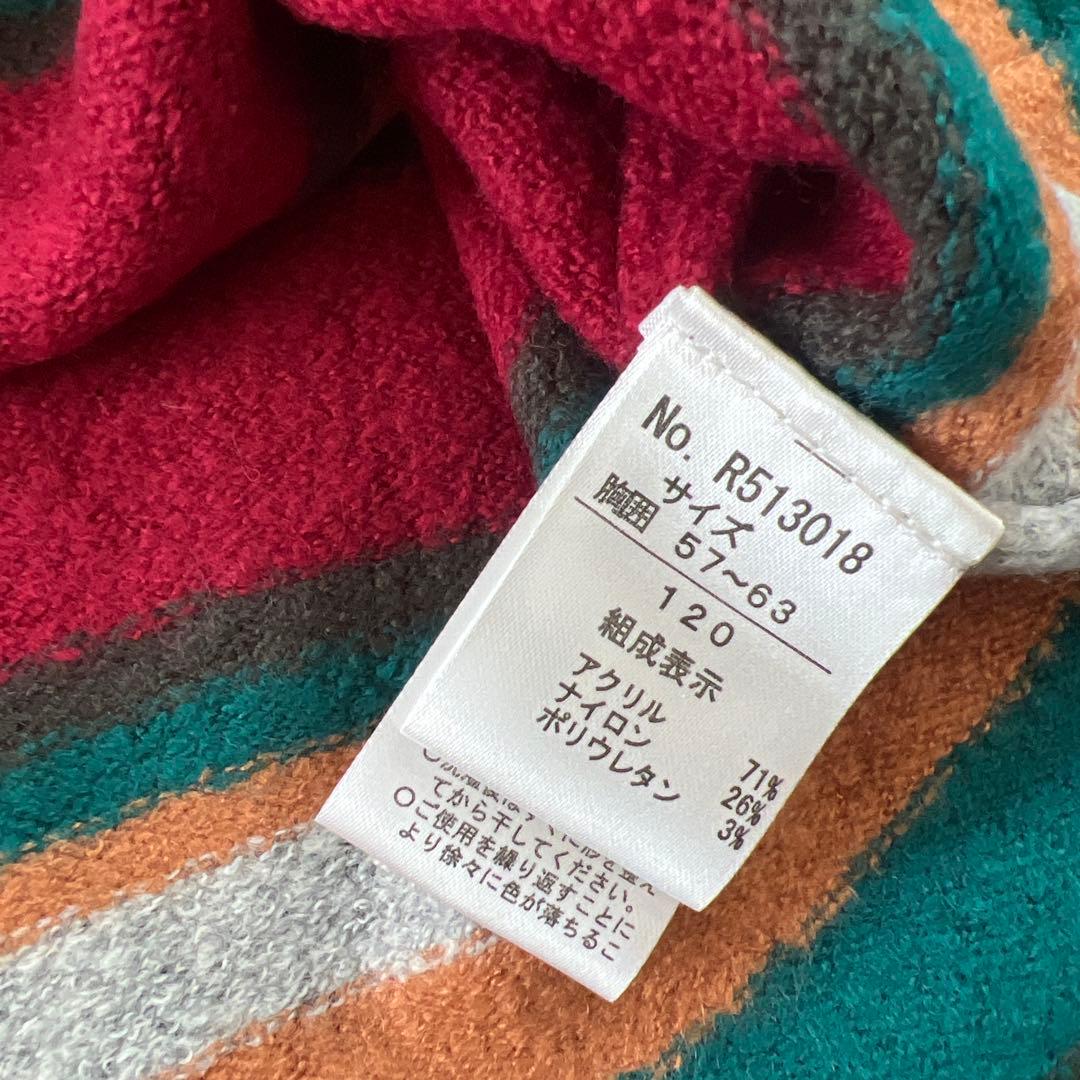 No. R513018
サイズ
胸囲 57～63
120
組成表示
アクリル 71%
ナイロン 26%
ポリウレタン 3%
てから干してください。
○ご使用を繰り返すことに
より徐々に色が落ちるこ